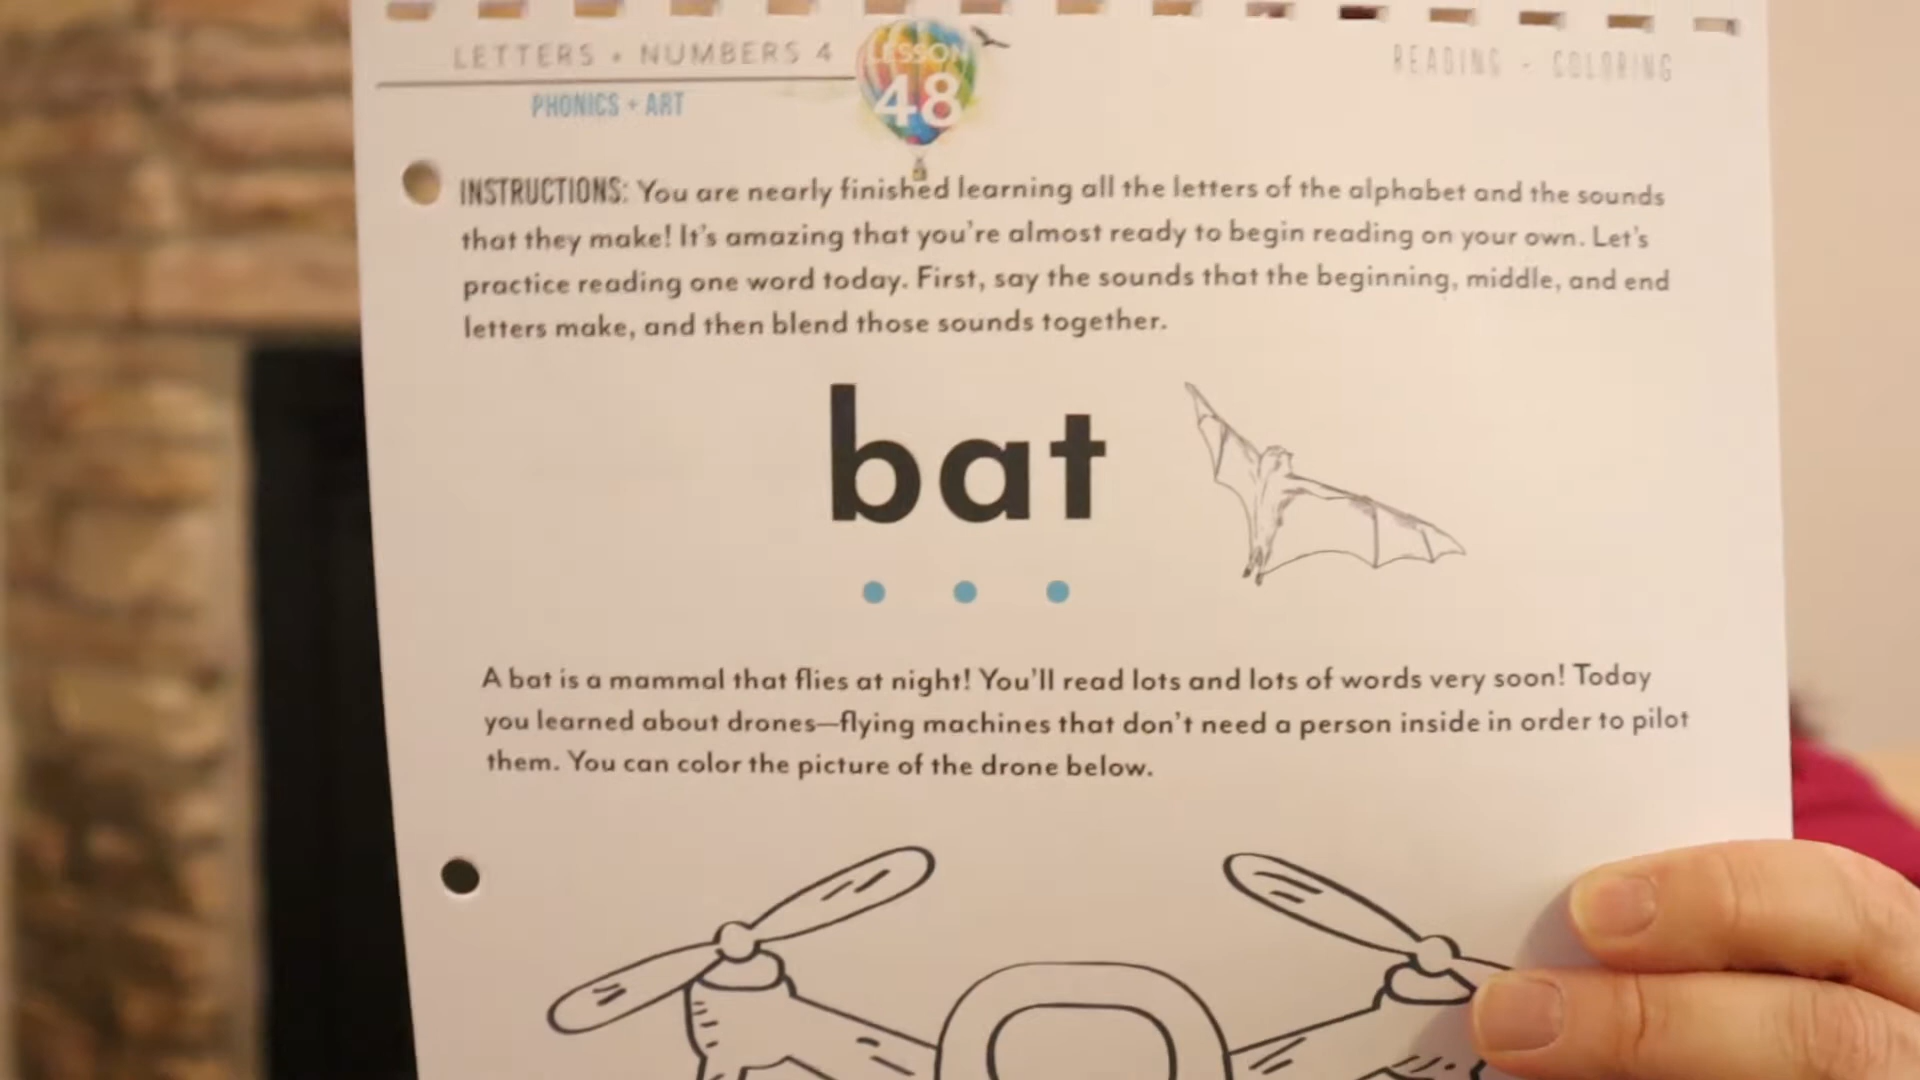 LETTERS + NUMBERS 4
LESSON
48
READING - COLORING
PHONICS + ART
INSTRUCTIONS: You are nearly finished learning all the letters of the alphabet and the sounds
that they make! It's amazing that you're almost ready to begin reading on your own. Let's
practice reading one word today. First, say the sounds that the beginning, middle, and end
letters make, and then blend those sounds together.
bat
A bat is a mammal that flies at night! You'll read lots and lots of words very soon! Today
you learned about drones—flying machines that don't need a person inside in order to pilot
them. You can color the picture of the drone below.